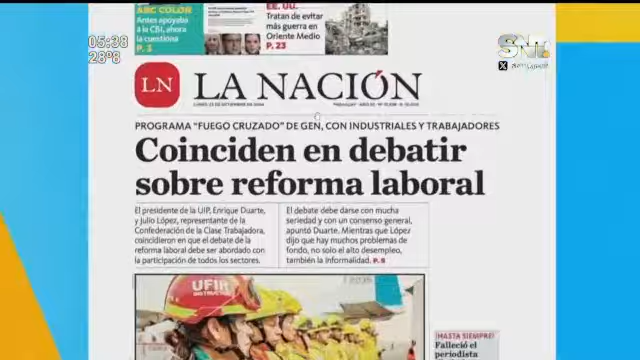 05:38
28°8
ABC COLOR
Antes apoyaba
a la CBI, ahora
la cuestiona
P. 3
EE. UU.
Tratan de evitar
más guerra en
Oriente Medio
P. 23
SNT
LN LA NACIÓN
PROGRAMA “FUEGO CRUZADO” DE GEN, CON INDUSTRIALES Y TRABAJADORES
Coinciden en debatir
sobre reforma laboral
El presidente de la UIP, Enrique Duarte,
y Julio López, representante de la
Confederación de la Clase Trabajadora,
coincidieron en que el debate de la
reforma laboral debe ser abordado con
la participación de todos los sectores.
El debate debe darse con mucha
seriedad y con un consenso general,
apuntó Duarte. Mientras que López
dijo que hay muchos problemas de
fondo, no solo el alto desempleo,
también la informalidad. P. 9
¡HASTA SIEMPRE!
Falleció el
periodista